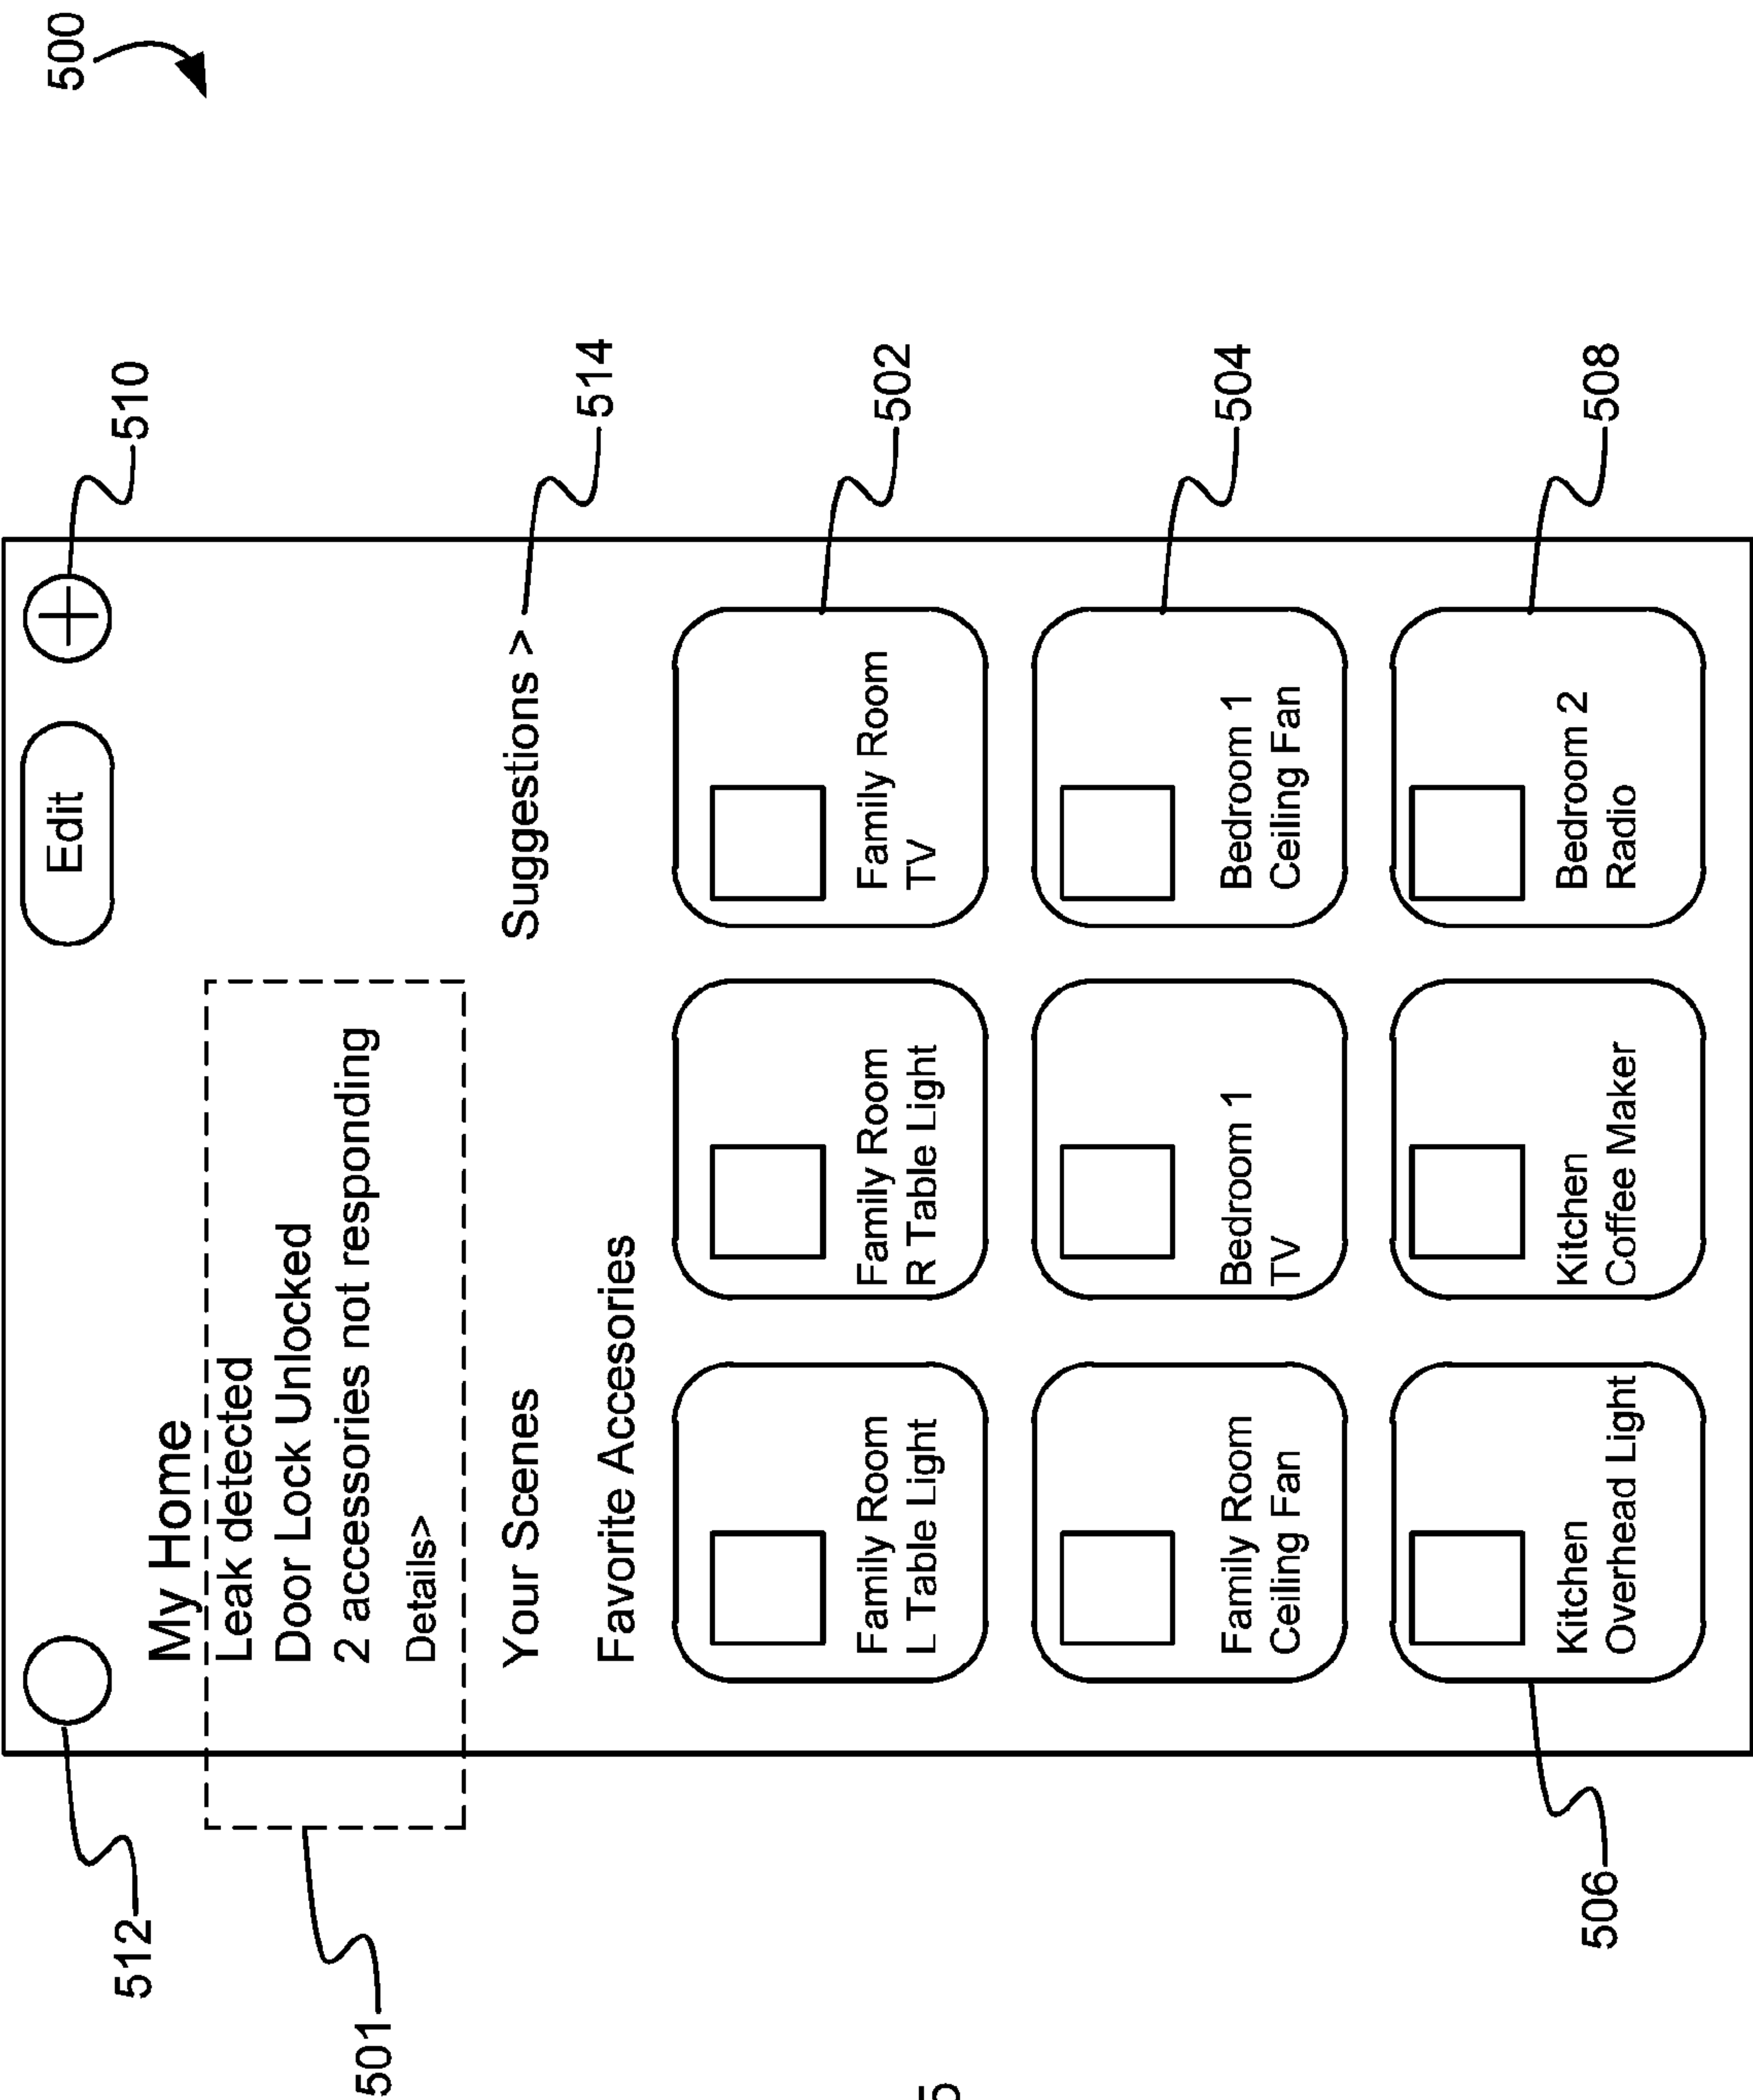 500
Edit
510
512
My Home
Leak detected
Door Lock Unlocked
2 accessories not responding
Details>
501
Your Scenes
Suggestions >
514
Favorite Accesories
Family Room
L Table Light
Family Room
R Table Light
Family Room
TV
502
Family Room
Ceiling Fan
Bedroom 1
TV
Bedroom 1
Ceiling Fan
504
Kitchen
Overhead Light
Kitchen
Coffee Maker
Bedroom 2
Radio
508
506